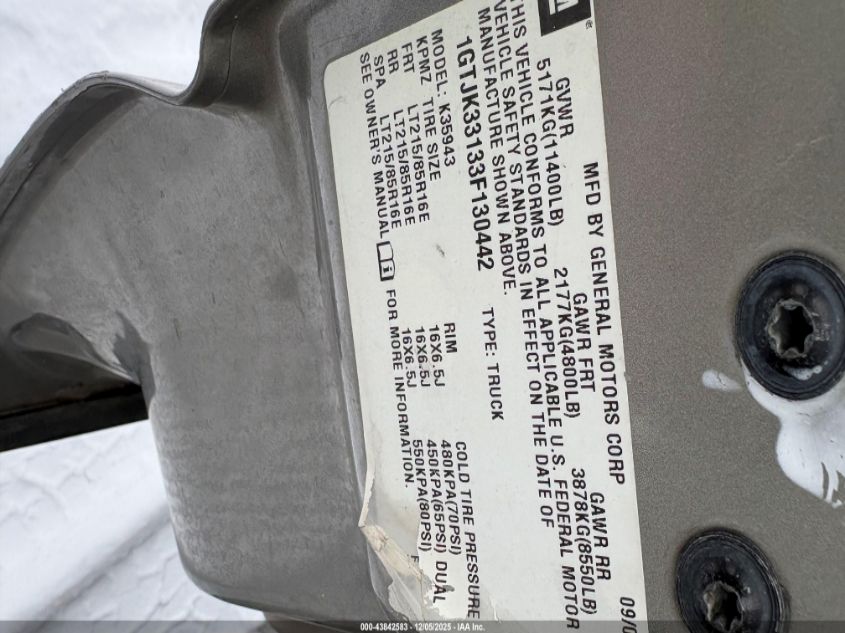 GM
MFD BY GENERAL MOTORS CORP 09/0
GVWR GAWR FRT GAWR RR
5171KG(11400LB) 2177KG(4800LB) 3878KG(8550LB)
THIS VEHICLE CONFORMS TO ALL APPLICABLE U.S. FEDERAL MOTOR
VEHICLE SAFETY STANDARDS IN EFFECT ON THE DATE OF
MANUFACTURE SHOWN ABOVE.
1GTJK33133F130442 TYPE: TRUCK
MODEL: K35943
KPMZ TIRE SIZE RIM COLD TIRE PRESSURE
FRT LT215/85R16E 16X6.5J 480KPA(70PSI)
RR LT215/85R16E 16X6.5J 450KPA(65PSI) DUAL
SPA LT215/85R16E 16X6.5J 550KPA(80PSI)
SEE OWNER'S MANUAL i FOR MORE INFORMATION.
000-43842583 - 12/05/2025 - IAA Inc.